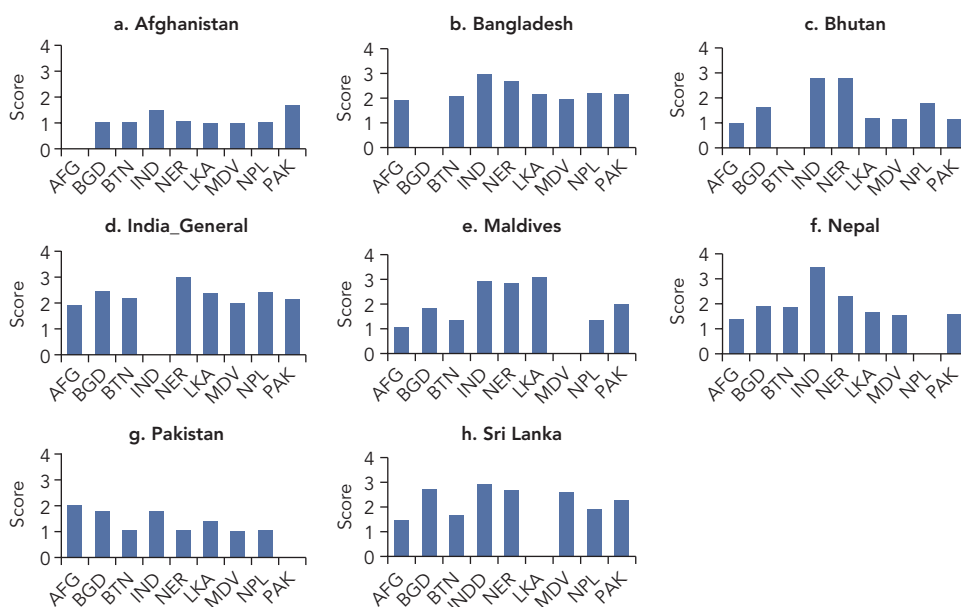 a. Afghanistan
4
3
2
1
0
Score
AFG BGD BTN IND NER LKA MDV NPL PAK
b. Bangladesh
4
3
2
1
0
Score
AFG BGD BTN IND NER LKA MDV NPL PAK
c. Bhutan
4
3
2
1
0
Score
AFG BGD BTN IND NER LKA MDV NPL PAK
d. India_General
4
3
2
1
0
Score
AFG BGD BTN IND NER LKA MDV NPL PAK
e. Maldives
4
3
2
1
0
Score
AFG BGD BTN IND NER LKA MDV NPL PAK
f. Nepal
4
3
2
1
0
Score
AFG BGD BTN IND NER LKA MDV NPL PAK
g. Pakistan
4
3
2
1
0
Score
AFG BGD BTN IND NER LKA MDV NPL PAK
h. Sri Lanka
4
3
2
1
0
Score
AFG BGD BTN INDD NER LKA MDV NPL PAK